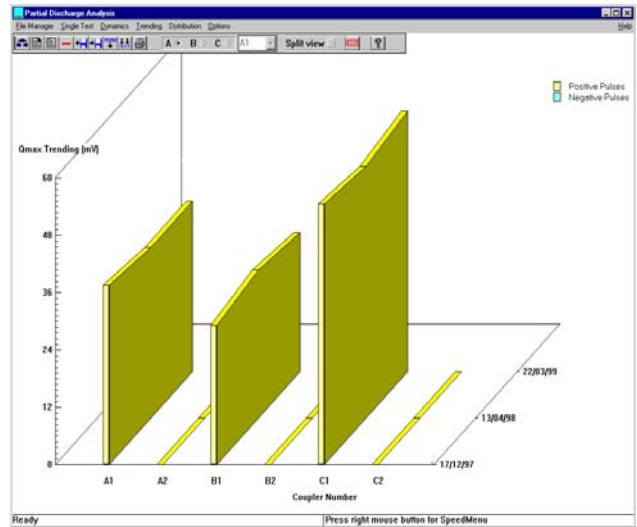 Partial Discharge Analysis
File Manager Single Test Dynamics Trending Distribution Options Help
A B C A1 Split view
Positive Pulses
Negative Pulses
Qmax Trending (mV)
60
48
36
24
12
0
22/03/99
13/04/98
17/12/97
A1 A2 B1 B2 C1 C2
Coupler Number
Ready Press right mouse button for SpeedMenu